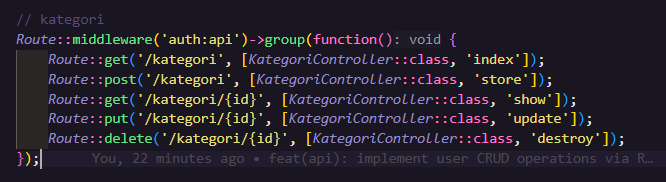 // kategori
Route::middleware('auth:api')->group(function(): void {
    Route::get('/kategori', [KategoriController::class, 'index']);
    Route::post('/kategori', [KategoriController::class, 'store']);
    Route::get('/kategori/{id}', [KategoriController::class, 'show']);
    Route::put('/kategori/{id}', [KategoriController::class, 'update']);
    Route::delete('/kategori/{id}', [KategoriController::class, 'destroy']);
});    You, 22 minutes ago • feat(api): implement user CRUD operations via R…